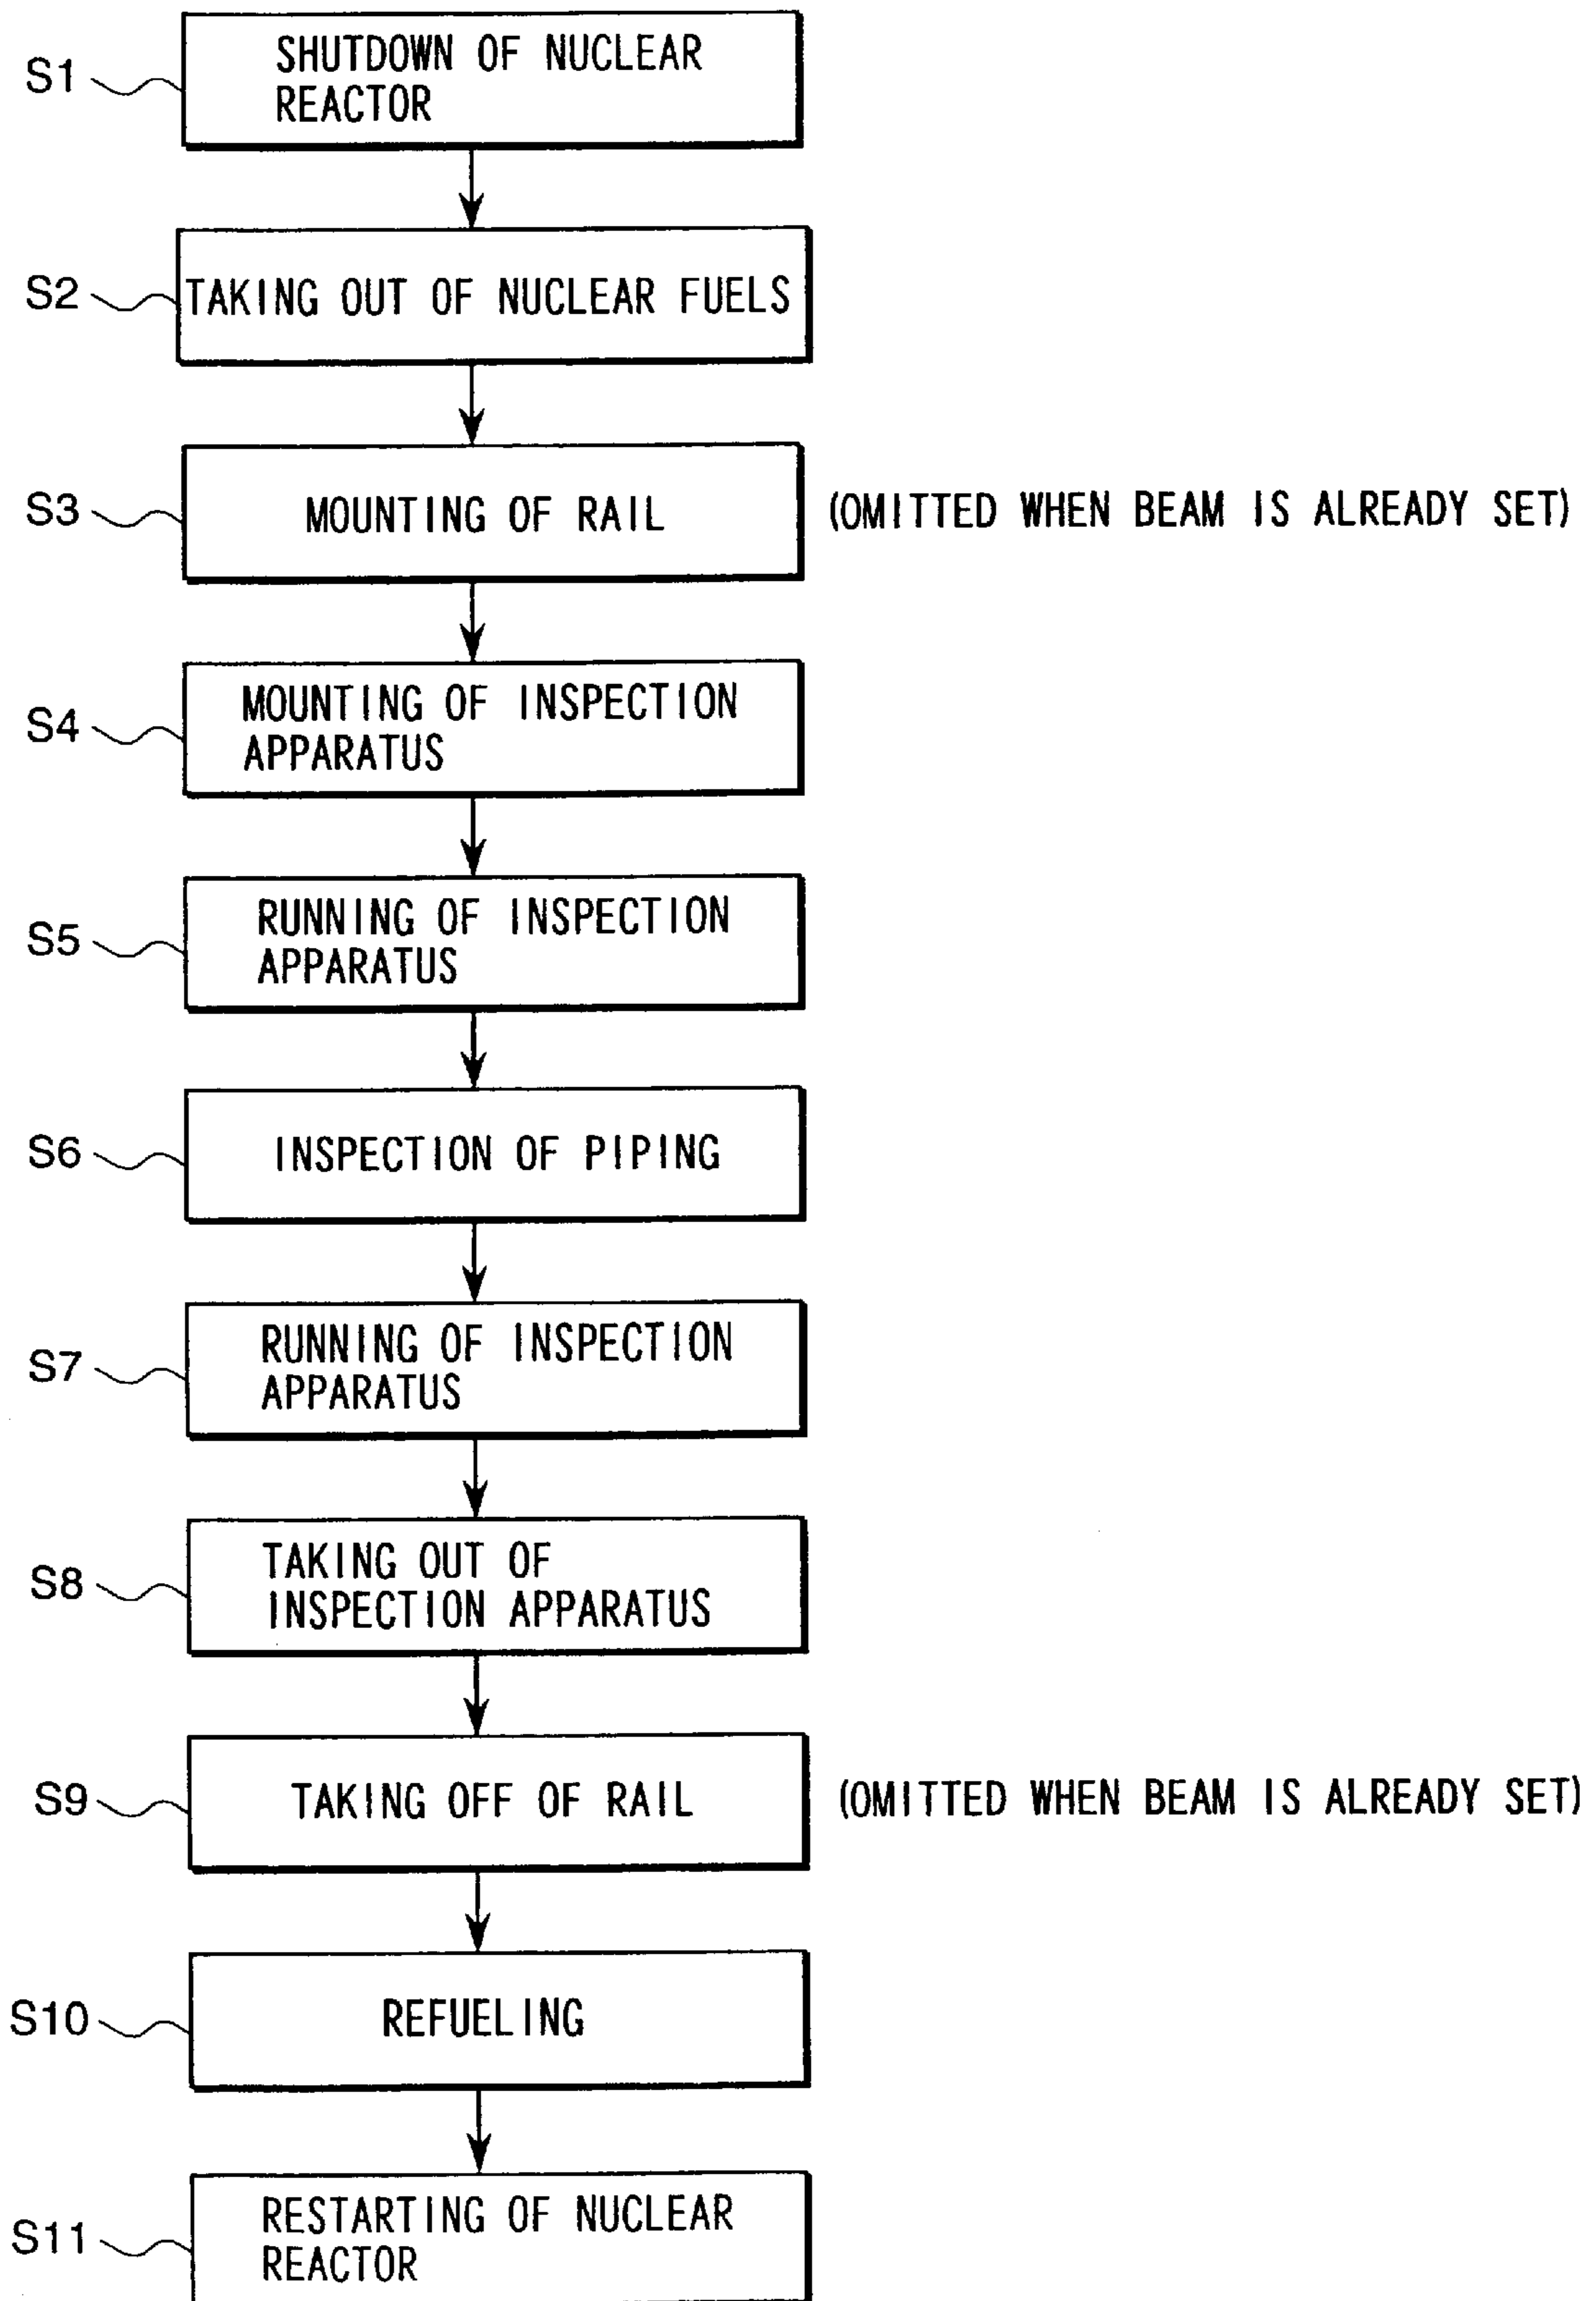 S1
SHUTDOWN OF NUCLEAR
REACTOR
S2
TAKING OUT OF NUCLEAR FUELS
S3
MOUNTING OF RAIL
(OMITTED WHEN BEAM IS ALREADY SET)
S4
MOUNTING OF INSPECTION
APPARATUS
S5
RUNNING OF INSPECTION
APPARATUS
S6
INSPECTION OF PIPING
S7
RUNNING OF INSPECTION
APPARATUS
S8
TAKING OUT OF
INSPECTION APPARATUS
S9
TAKING OFF OF RAIL
(OMITTED WHEN BEAM IS ALREADY SET)
S10
REFUELING
S11
RESTARTING OF NUCLEAR
REACTOR